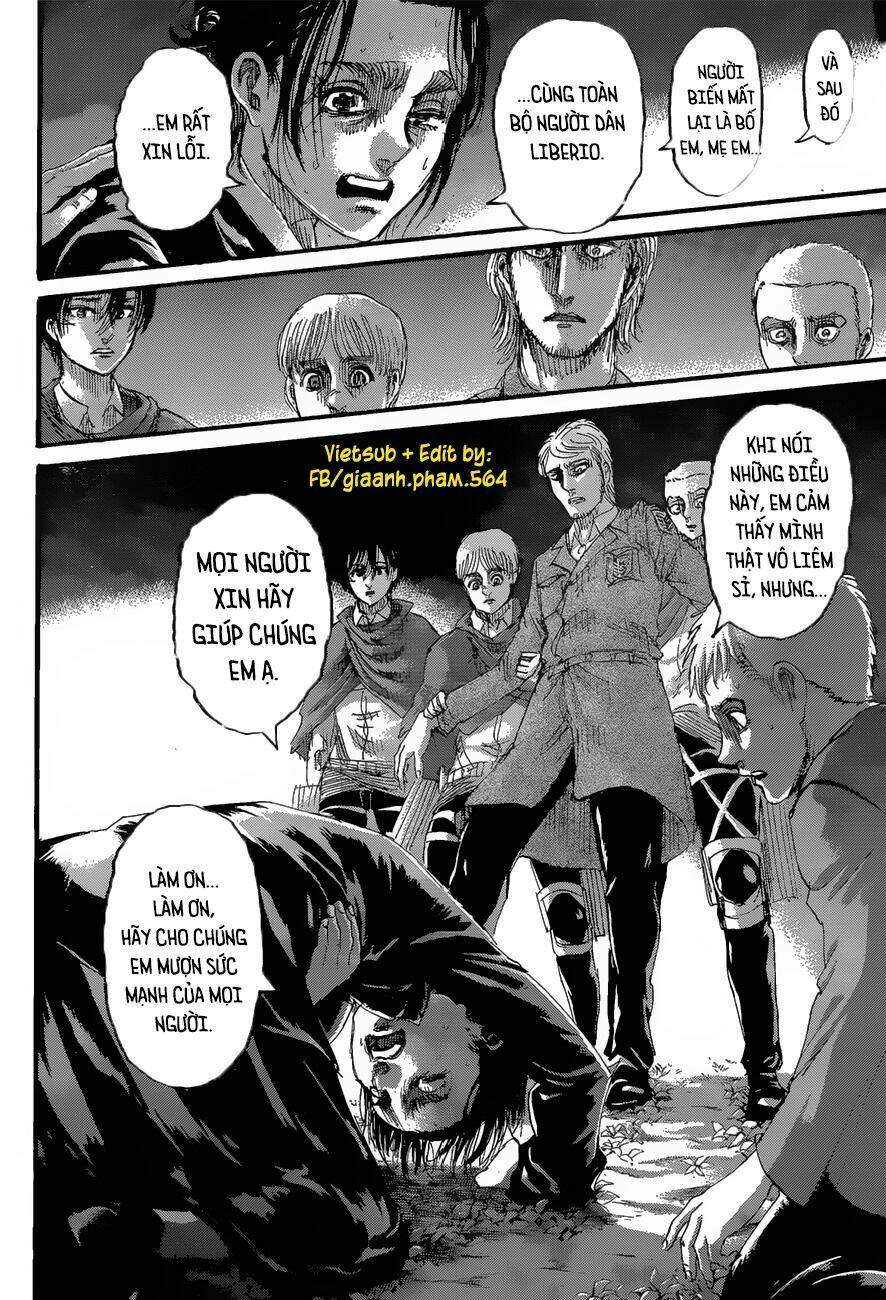 VÀ
SAU
ĐÓ
NGƯỜI
BIẾN MẤT
LẠI LÀ BỐ
EM, MẸ EM...
...CÙNG TOÀN
BỘ NGƯỜI DÂN
LIBERIO.
...EM RẤT
XIN LỖI.
Vietsub + Edit by:
FB/giaanh.pham.564
KHI NÓI
NHỮNG ĐIỀU
NÀY, EM CẢM
THẤY MÌNH
THẬT VÔ LIÊM
SỈ, NHƯNG...
MỌI NGƯỜI
XIN HÃY
GIÚP CHÚNG
EM Ạ.
LÀM ƠN...
LÀM ƠN,
HÃY CHO CHÚNG
EM MƯỢN SỨC
MẠNH CỦA MỌI
NGƯỜI.